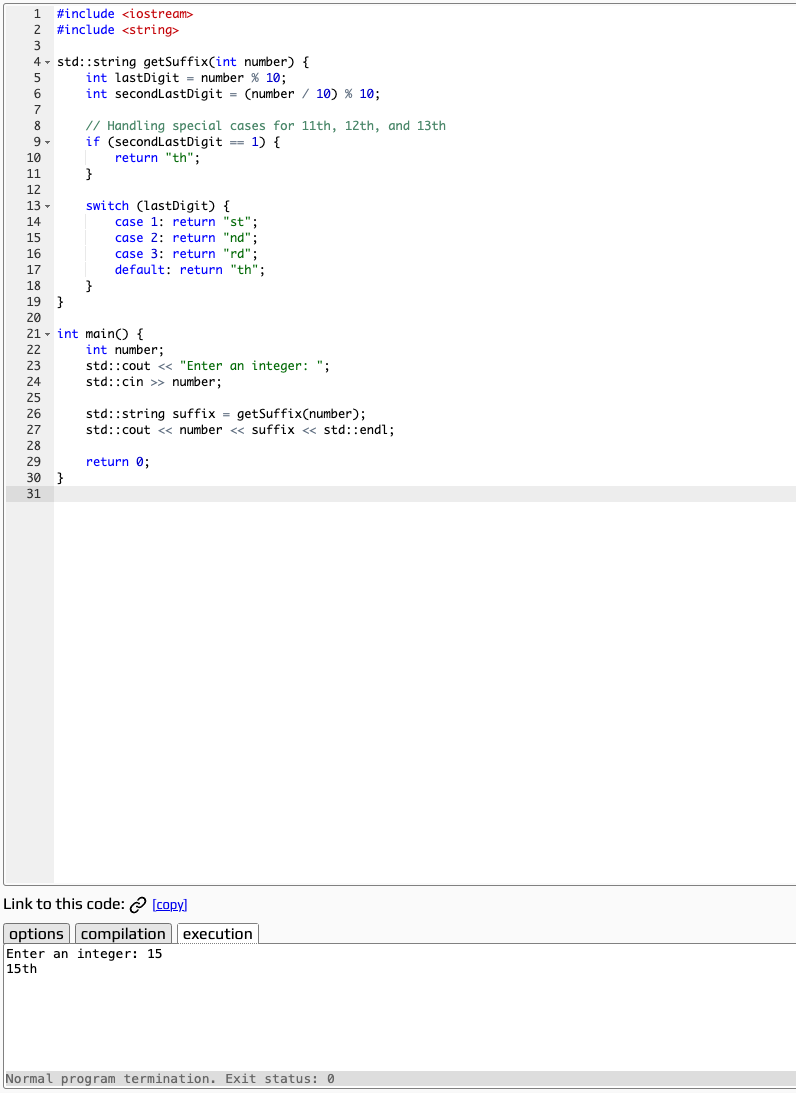 1 #include <iostream>
2 #include <string>
3
4 std::string getSuffix(int number) {
5     int lastDigit = number % 10;
6     int secondLastDigit = (number / 10) % 10;
7
8     // Handling special cases for 11th, 12th, and 13th
9     if (secondLastDigit == 1) {
10         return "th";
11     }
12
13     switch (lastDigit) {
14         case 1: return "st";
15         case 2: return "nd";
16         case 3: return "rd";
17         default: return "th";
18     }
19 }
20
21 int main() {
22     int number;
23     std::cout << "Enter an integer: ";
24     std::cin >> number;
25
26     std::string suffix = getSuffix(number);
27     std::cout << number << suffix << std::endl;
28
29     return 0;
30 }
31
Link to this code: [copy]
options compilation execution
Enter an integer: 15
15th
Normal program termination. Exit status: 0